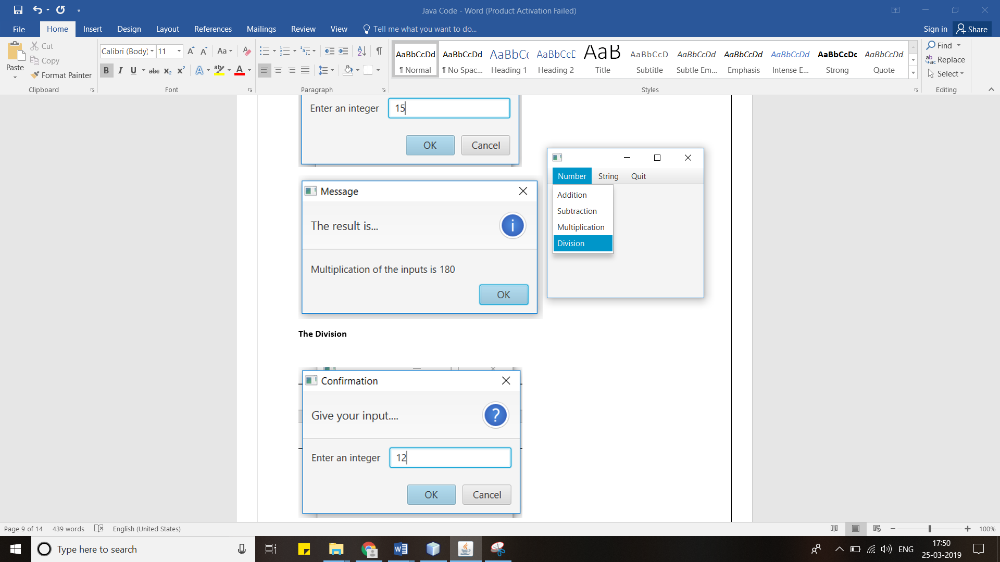 Java Code - Word (Product Activation Failed)
File Home Insert Design Layout References Mailings Review View Tell me what you want to do... Sign in Share
Paste
Cut
Copy
Format Painter
Clipboard
Calibri (Body) 11 Aa
B I U abc x₂ x² A ab A
Font
Paragraph
AaBbCcDd AaBbCcDd AaBbCc AaBbCcD AaB AaBbCcD AaBbCcDd AaBbCcDd AaBbCcDd AaBbCcDc AaBbCcDd
¶ Normal ¶ No Spac... Heading 1 Heading 2 Title Subtitle Subtle Em... Emphasis Intense E... Strong Quote
Styles
Find
Replace
Select
Editing
Enter an integer 15
OK Cancel
Message
The result is...
Multiplication of the inputs is 180
OK
Number String Quit
Addition
Subtraction
Multiplication
Division
The Division
Confirmation
Give your input....
Enter an integer 12
OK Cancel
Page 9 of 14 439 words English (United States) 100%
Type here to search
ENG
17:50
25-03-2019